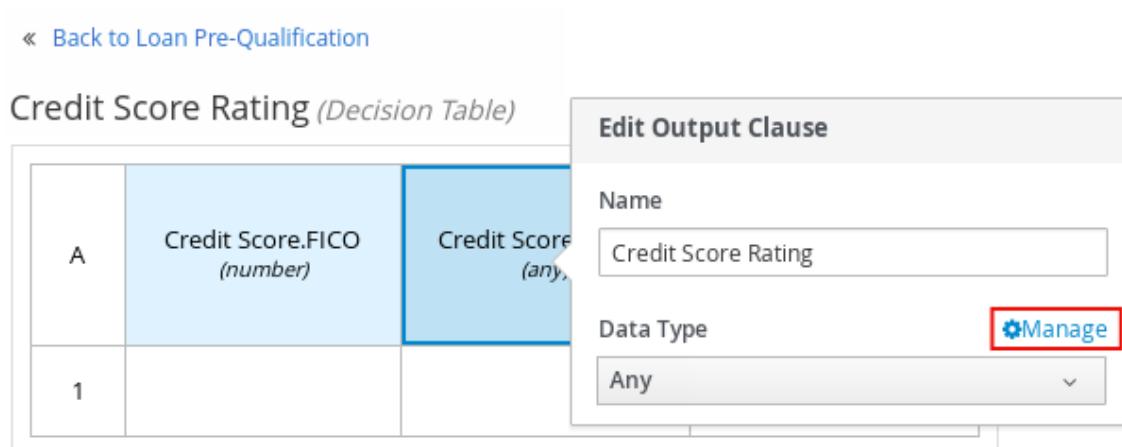 « Back to Loan Pre-Qualification
Credit Score Rating (Decision Table)
A
Credit Score.FICO
(number)
Credit Score
(any)
1
Edit Output Clause
Name
Credit Score Rating
Data Type
Manage
Any